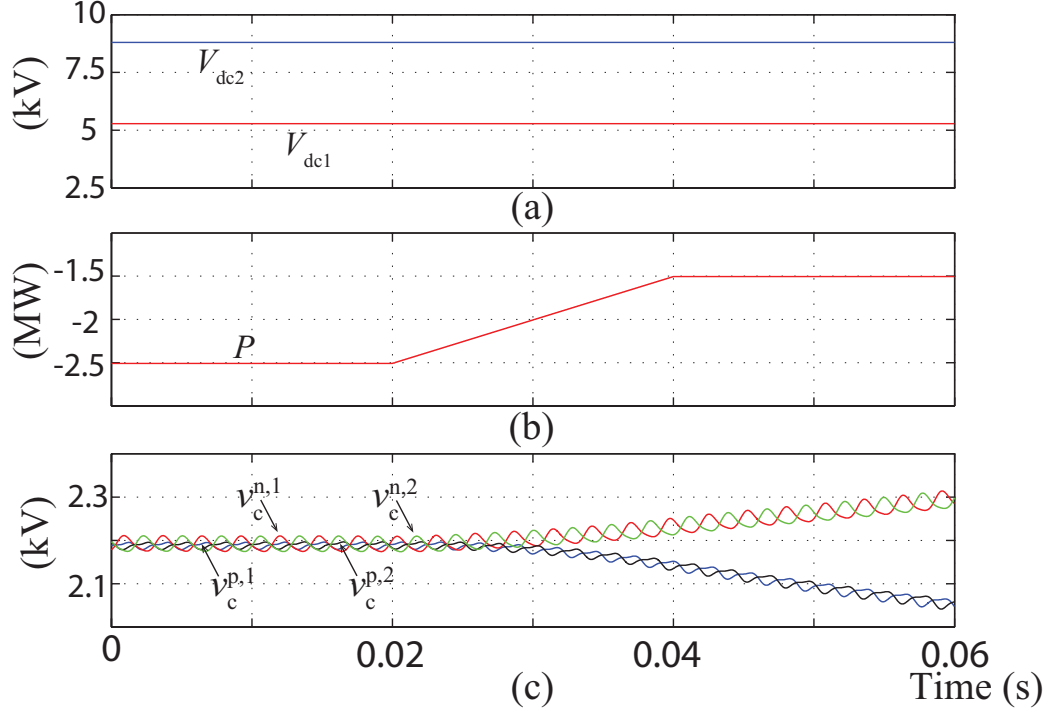 10
7.5
5
2.5
(kV)
V_dc2
V_dc1
(a)
-1.5
-2
-2.5
(MW)
P
(b)
2.3
2.1
(kV)
v_c^n,1
v_c^n,2
v_c^p,1
v_c^p,2
0 0.02 0.04 0.06
(c) Time (s)